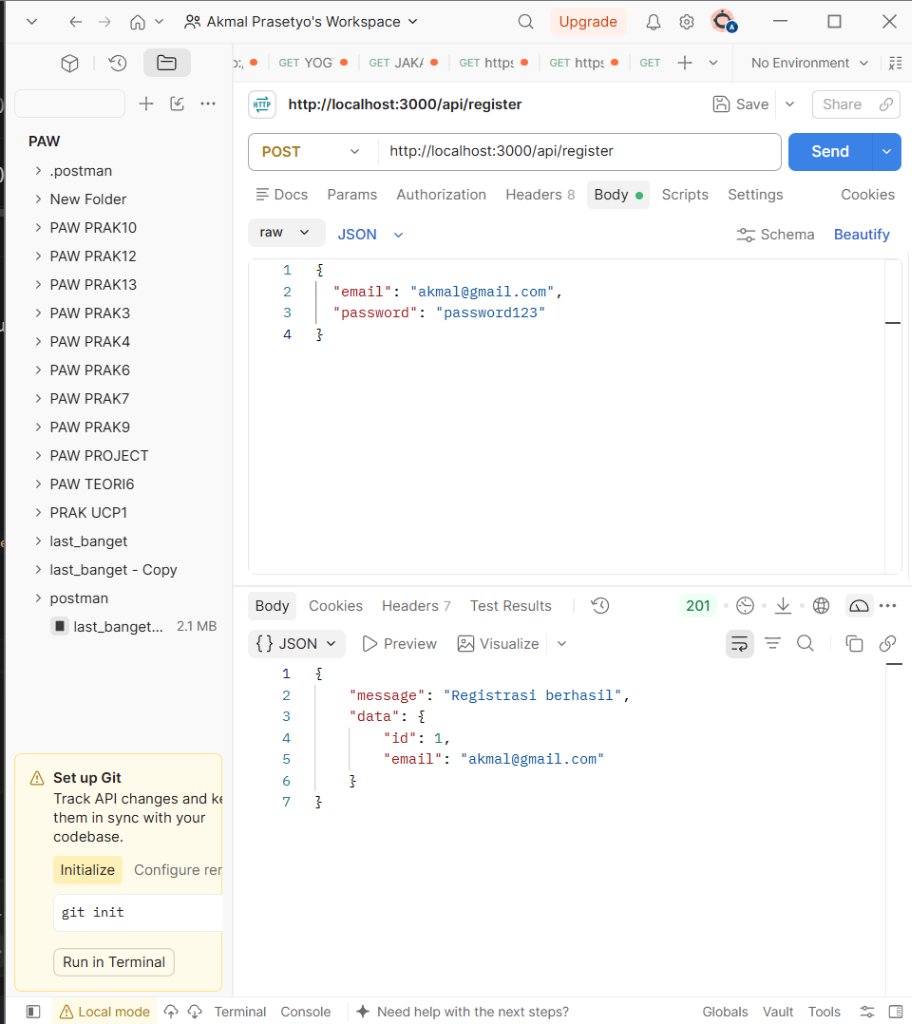 Akmal Prasetyo's Workspace
Upgrade
GET YOG
GET JAKA
GET https
GET https
GET
No Environment
HTTP
http://localhost:3000/api/register
Save
Share
PAW
POST
http://localhost:3000/api/register
Send
.postman
New Folder
PAW PRAK10
PAW PRAK12
PAW PRAK13
PAW PRAK3
PAW PRAK4
PAW PRAK6
PAW PRAK7
PAW PRAK9
PAW PROJECT
PAW TEORI6
PRAK UCP1
last_banget
last_banget - Copy
postman
last_banget... 2.1 MB
Docs Params Authorization Headers 8 Body Scripts Settings Cookies
raw JSON Schema Beautify
1 {
2 "email": "akmal@gmail.com",
3 "password": "password123"
4 }
Body Cookies Headers 7 Test Results 201
{} JSON Preview Visualize
1 {
2 "message": "Registrasi berhasil",
3 "data": {
4 "id": 1,
5 "email": "akmal@gmail.com"
6 }
7 }
Set up Git
Track API changes and ke
them in sync with your
codebase.
Initialize Configure rer
git init
Run in Terminal
Local mode Terminal Console Need help with the next steps? Globals Vault Tools